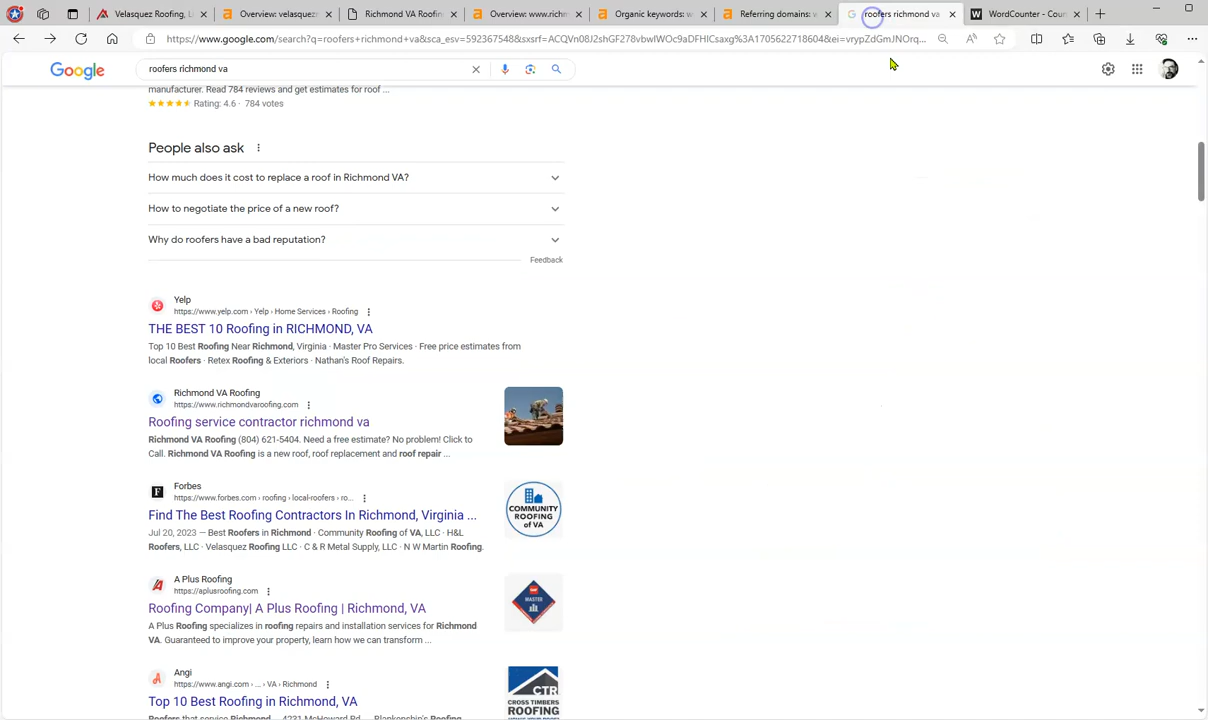 Velasquez Roofing, L
Overview: velasquez
Richmond VA Roofin
Overview: www.richm
Organic keywords: w
Referring domains: w
roofers richmond va
WordCounter - Coun
https://www.google.com/search?q=roofers+richmond+va&sca_esv=592367548&sxsrf=ACQVn08J2shGF278vbwIWOc9aDFHICsaxg%3A1705622718604&ei=vrypZdGmJNOrq...
Google
roofers richmond va
manufacturer. Read 784 reviews and get estimates for roof ...
Rating: 4.6 · 784 votes
People also ask
How much does it cost to replace a roof in Richmond VA?
How to negotiate the price of a new roof?
Why do roofers have a bad reputation?
Feedback
Yelp
https://www.yelp.com › Yelp › Home Services › Roofing
THE BEST 10 Roofing in RICHMOND, VA
Top 10 Best Roofing Near Richmond, Virginia · Master Pro Services · Free price estimates from
local Roofers · Retex Roofing & Exteriors · Nathan's Roof Repairs.
Richmond VA Roofing
https://www.richmondvaroofing.com
Roofing service contractor richmond va
Richmond VA Roofing (804) 621-5404. Need a free estimate? No problem! Click to
Call. Richmond VA Roofing is a new roof, roof replacement and roof repair ...
F
Forbes
https://www.forbes.com › roofing › local-roofers › ro...
Find The Best Roofing Contractors In Richmond, Virginia ...
Jul 20, 2023 — Best Roofers in Richmond · Community Roofing of VA, LLC · H&L
Roofers, LLC · Velasquez Roofing LLC · C & R Metal Supply, LLC · N W Martin Roofing.
COMMUNITY
ROOFING
of VA
A Plus Roofing
https://aplusroofing.com
Roofing Company| A Plus Roofing | Richmond, VA
A Plus Roofing specializes in roofing repairs and installation services for Richmond
VA. Guaranteed to improve your property, learn how we can transform ...
MASTER
Angi
https://www.angi.com › ... › VA › Richmond
Top 10 Best Roofing in Richmond, VA
Roofers that service Richmond · 4231 McHoward Rd. · Blankenship's Roofing
CTR
CROSS TIMBERS
ROOFING